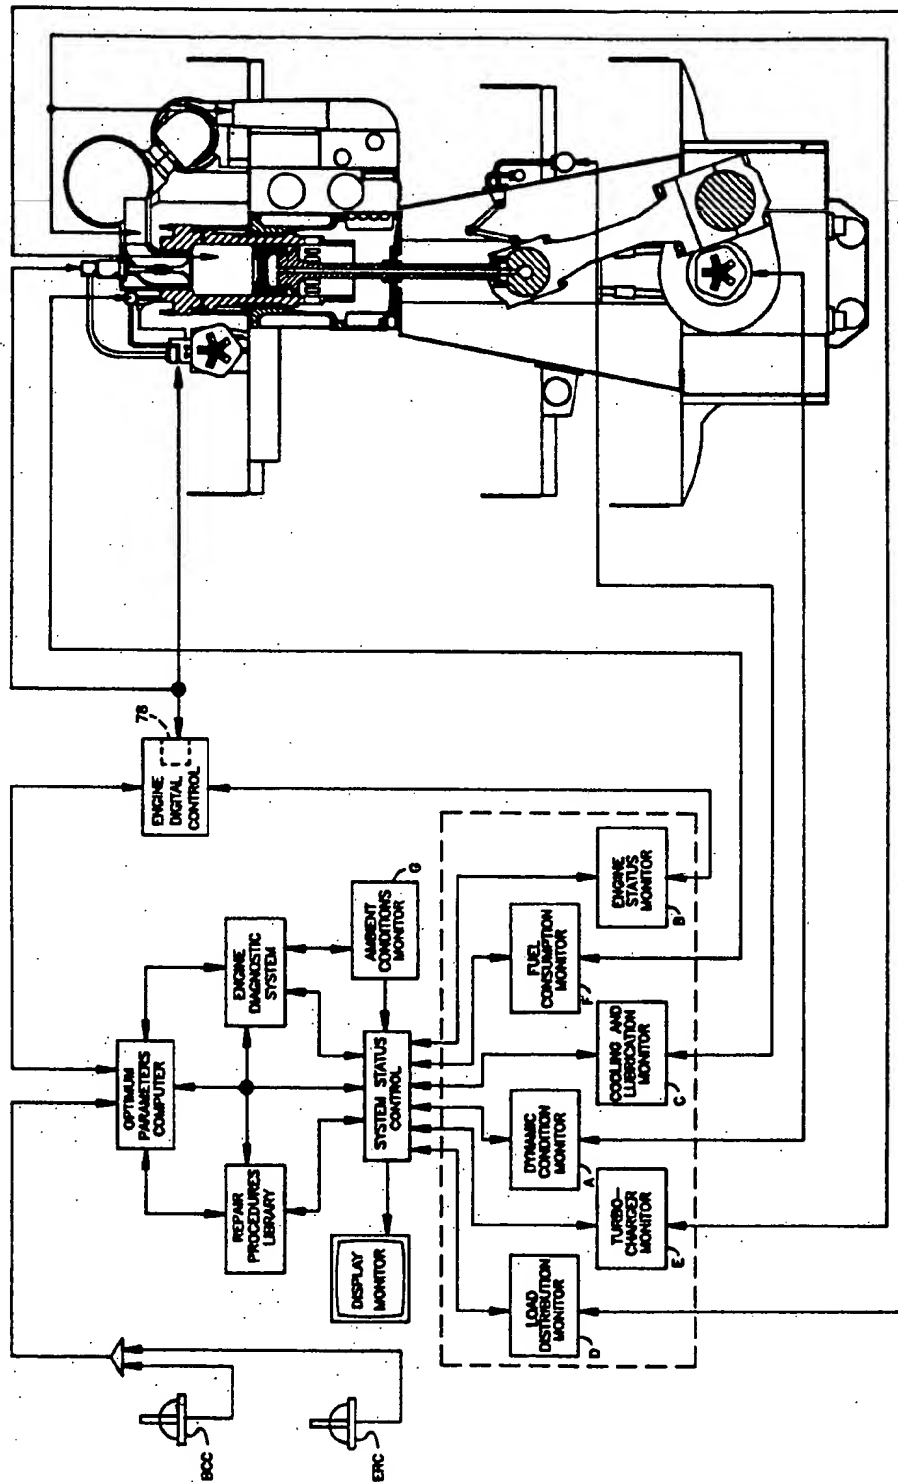 BCC
ERC
OPTIMUM
PARAMETERS
COMPUTER
ENGINE
DIGITAL
CONTROL
78
REPAIR
PROCEDURES
LIBRARY
ENGINE
DIAGNOSTIC
SYSTEM
DISPLAY
MONITOR
SYSTEM STATUS
CONTROL
AMBIENT
CONDITIONS
MONITOR
G
LOAD
DISTRIBUTION
MONITOR
D
TURBO-
CHARGER
MONITOR
E
DYNAMIC
CONDITION
MONITOR
A
COOLING AND
LUBRICATION
MONITOR
C
FUEL
CONSUMPTION
MONITOR
F
ENGINE
STATUS
MONITOR
B